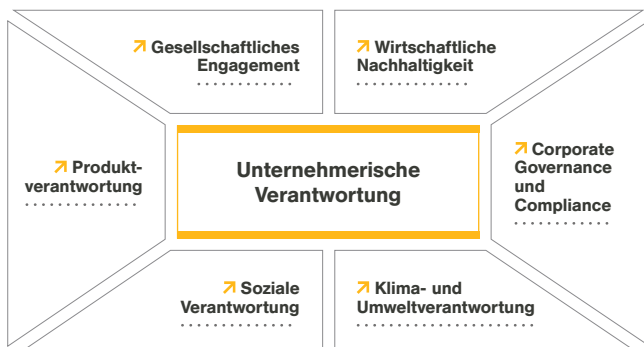 Gesellschaftliches
Engagement
Wirtschaftliche
Nachhaltigkeit
Produkt-
verantwortung
Unternehmerische
Verantwortung
Corporate
Governance
und
Compliance
Soziale
Verantwortung
Klima- und
Umweltverantwortung